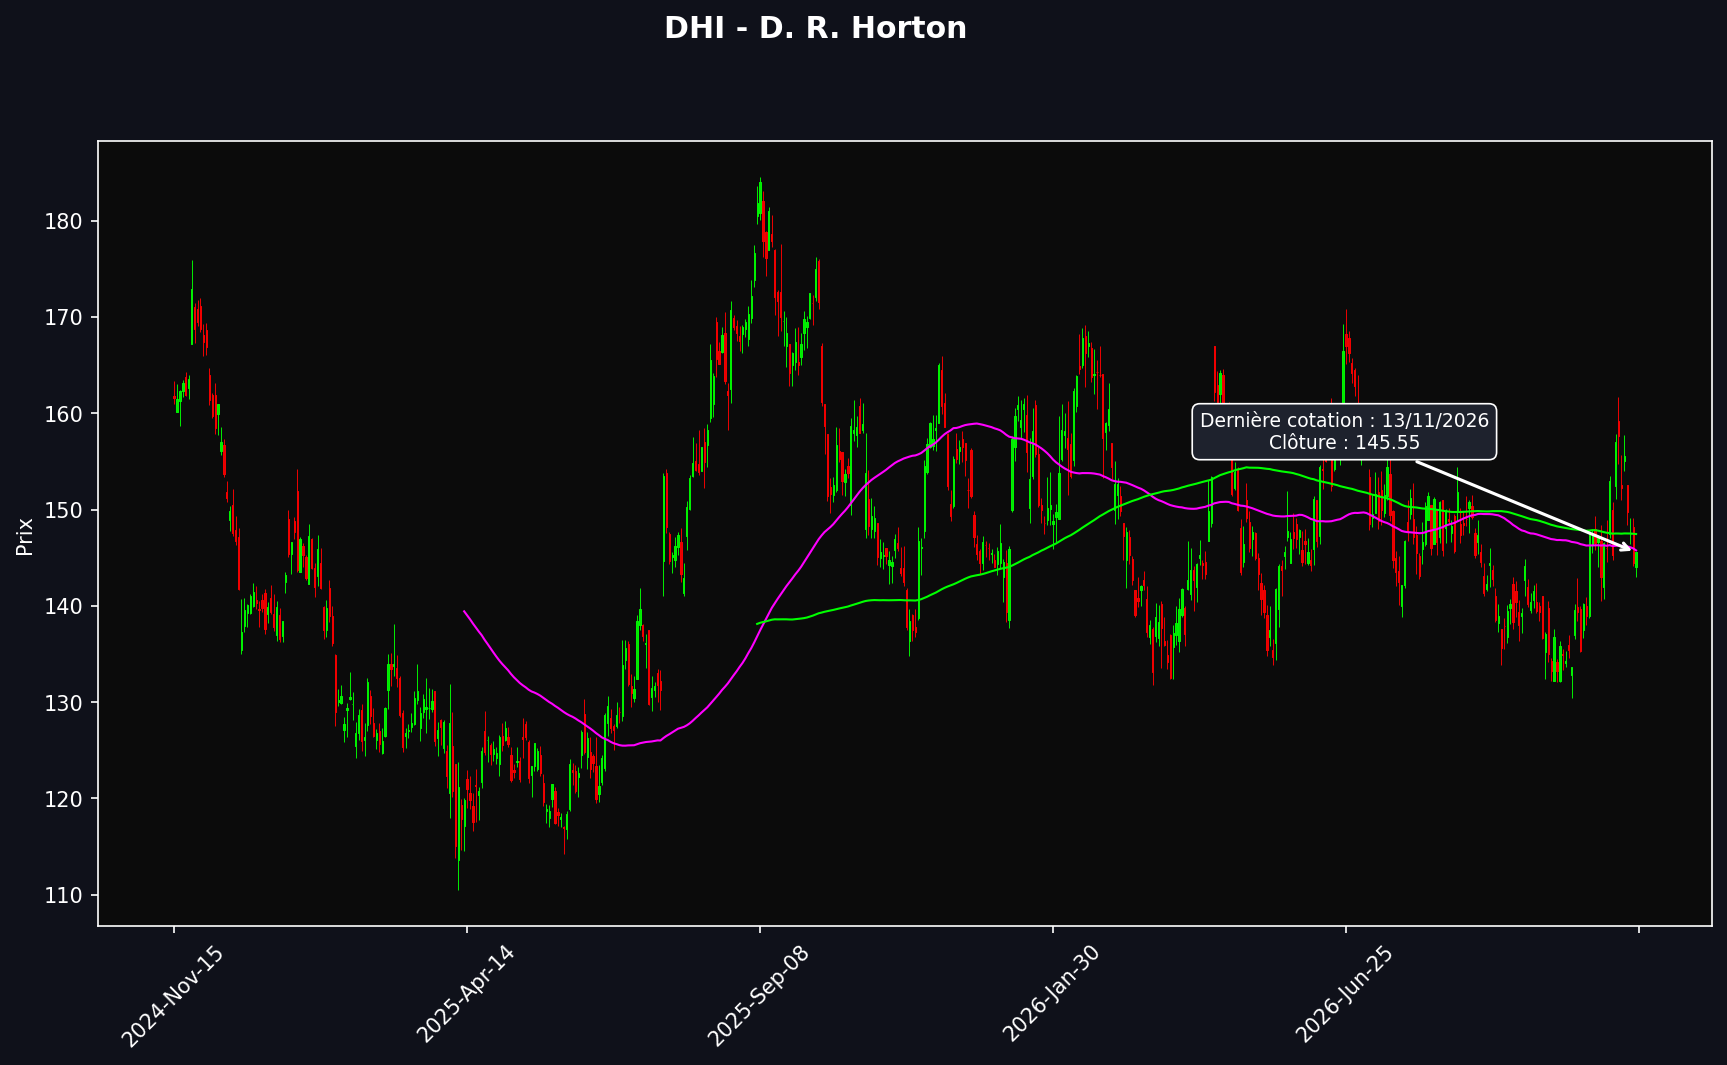 DHI - D. R. Horton
Prix
180
170
160
150
140
130
120
110
Dernière cotation : 13/11/2026
Clôture : 145.55
2024-Nov-15
2025-Apr-14
2025-Sep-08
2026-Jan-30
2026-Jun-25